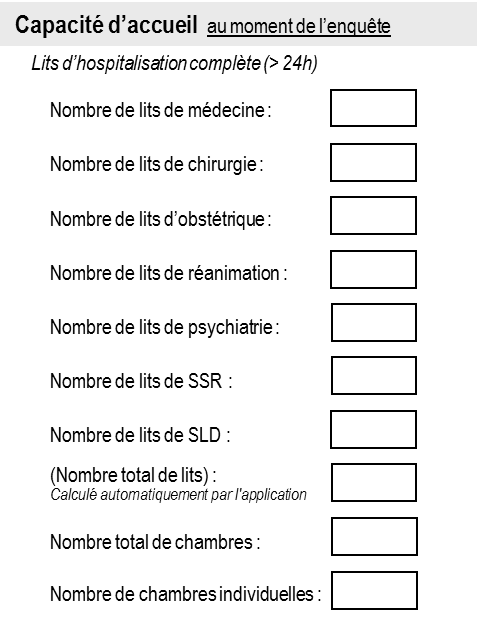 Capacité d’accueil au moment de l’enquête
Lits d’hospitalisation complète (> 24h)
Nombre de lits de médecine :
Nombre de lits de chirurgie :
Nombre de lits d’obstétrique :
Nombre de lits de réanimation :
Nombre de lits de psychiatrie :
Nombre de lits de SSR :
Nombre de lits de SLD :
(Nombre total de lits) :
Calculé automatiquement par l'application
Nombre total de chambres :
Nombre de chambres individuelles :